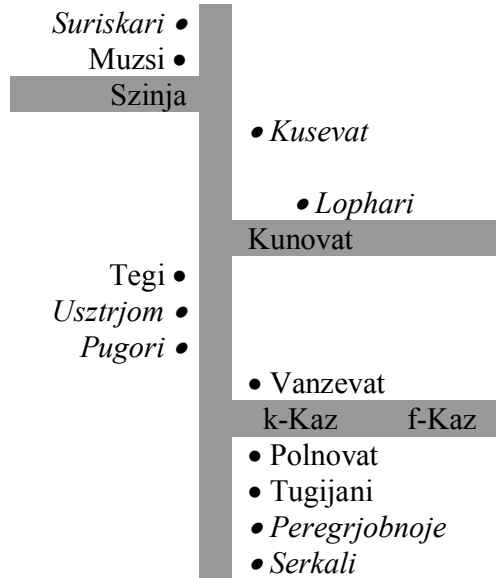 Suriskari •
Muzsi •
Szinja
• Kusevat
• Lophari
Kunovat
Tegi •
Usztrjom •
Pugori •
• Vanzevat
k-Kaz f-Kaz
• Polnovat
• Tugijani
• Peregrjobnoje
• Serkali